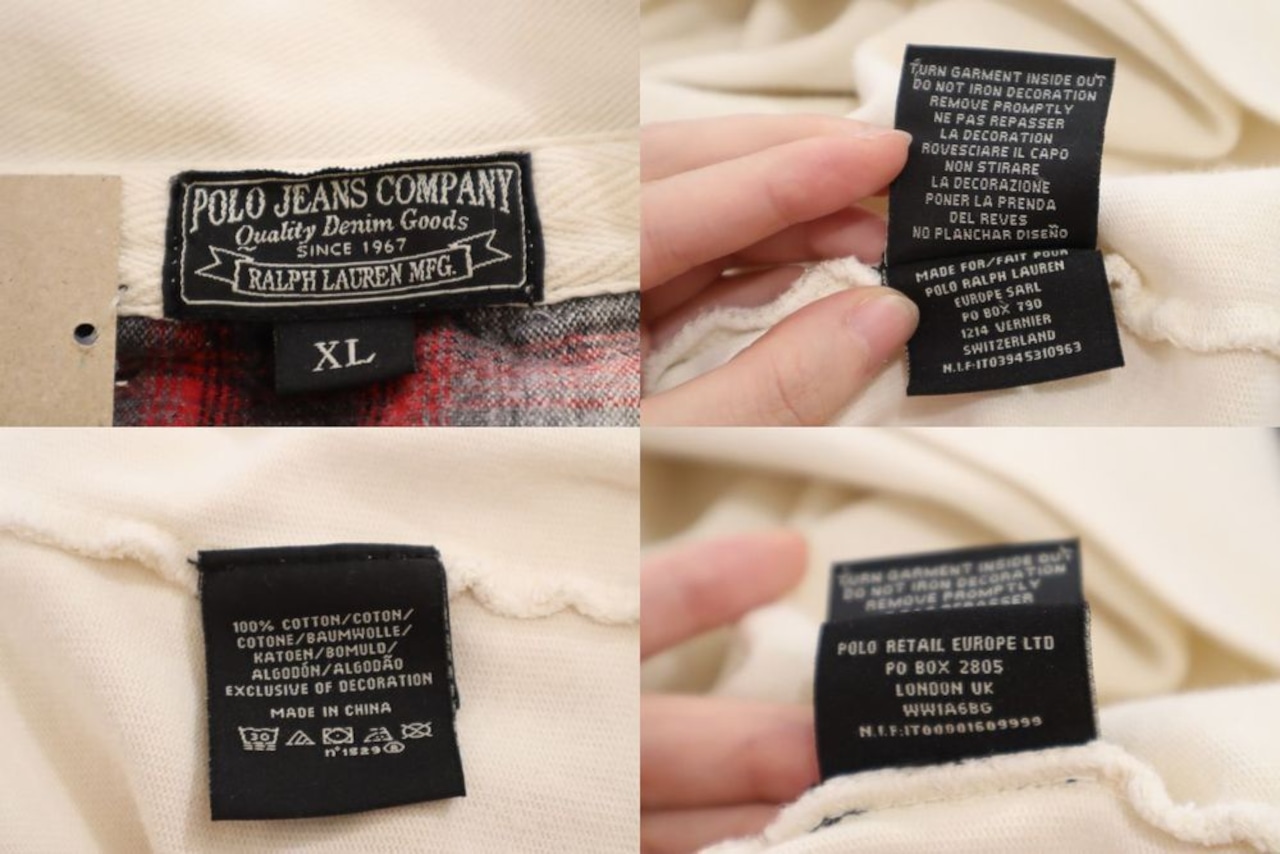 POLO JEANS COMPANY
Quality Denim Goods
SINCE 1967
RALPH LAUREN MFG.
XL
TURN GARMENT INSIDE OUT
DO NOT IRON DECORATION
REMOVE PROMPTLY
NE PAS REPASSER
LA DECORATION
ROVESCIARE IL CAPO
NON STIRARE
LA DECORAZIONE
PONER LA PRENDA
DEL REVES
NO PLANCHAR DISEÑO
MADE FOR/FAIT POUR
POLO RALPH LAUREN
EUROPE SARL
PO BOX 790
1214 VERNIER
SWITZERLAND
N.I.F:IT03945310963
100% COTTON/COTON/
COTONE/BAUMWOLLE/
KATOEN/BOMULD/
ALGODÓN/ALGODÃO
EXCLUSIVE OF DECORATION
MADE IN CHINA
30
n°1529®
TURN GARMENT INSIDE OUT
DO NOT IRON DECORATION
REMOVE PROMPTLY
REPASSER
POLO RETAIL EUROPE LTD
PO BOX 2805
LONDON UK
WW1A6BG
N.I.F:IT00001609999